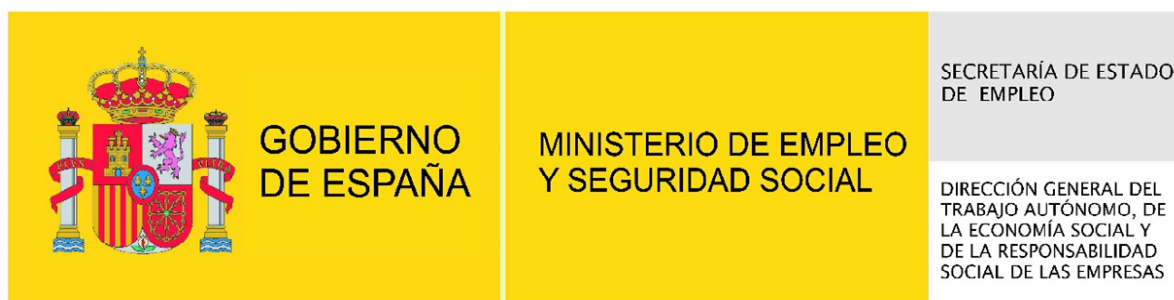 GOBIERNO
DE ESPAÑA
MINISTERIO DE EMPLEO
Y SEGURIDAD SOCIAL
SECRETARÍA DE ESTADO
DE EMPLEO
DIRECCIÓN GENERAL DEL
TRABAJO AUTÓNOMO, DE
LA ECONOMÍA SOCIAL Y
DE LA RESPONSABILIDAD
SOCIAL DE LAS EMPRESAS